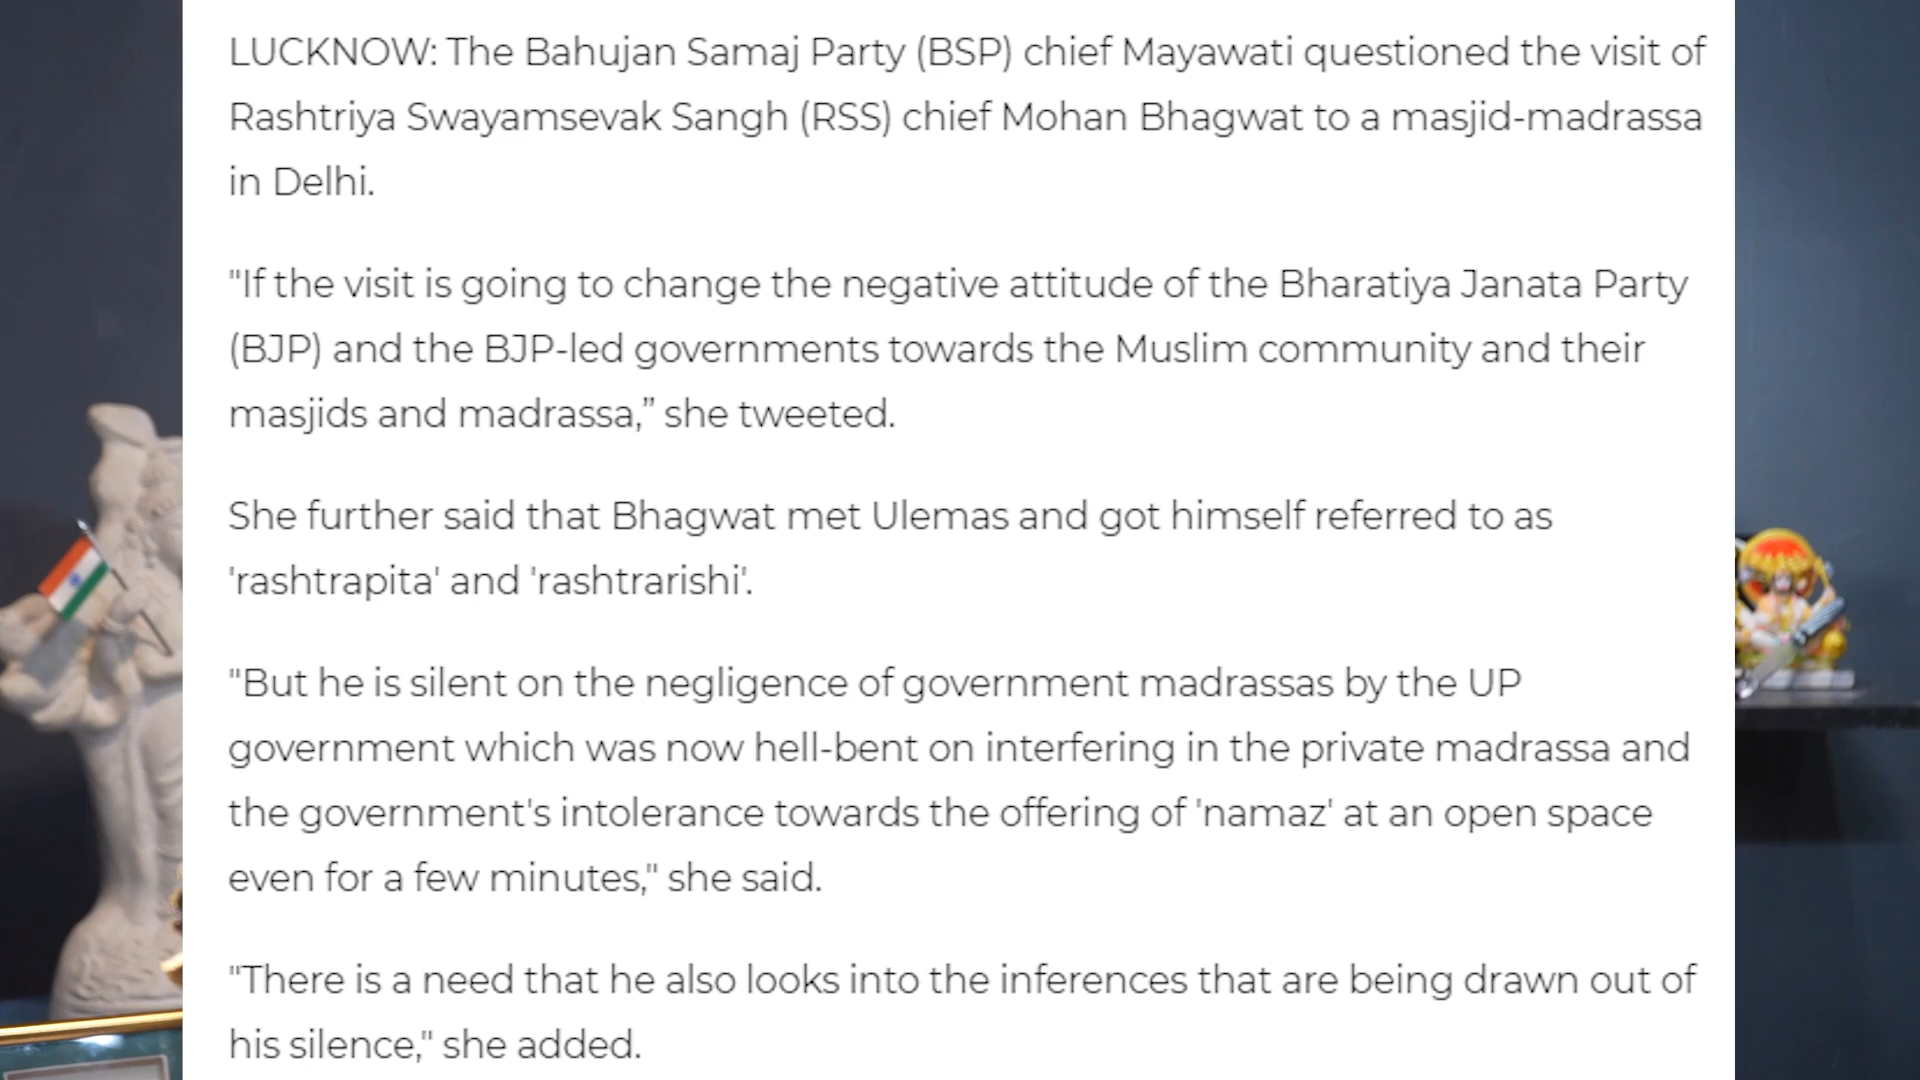 LUCKNOW: The Bahujan Samaj Party (BSP) chief Mayawati questioned the visit of
Rashtriya Swayamsevak Sangh (RSS) chief Mohan Bhagwat to a masjid-madrassa
in Delhi.
"If the visit is going to change the negative attitude of the Bharatiya Janata Party
(BJP) and the BJP-led governments towards the Muslim community and their
masjids and madrassa,” she tweeted.
She further said that Bhagwat met Ulemas and got himself referred to as
'rashtrapita' and 'rashtrarishi'.
"But he is silent on the negligence of government madrassas by the UP
government which was now hell-bent on interfering in the private madrassa and
the government's intolerance towards the offering of 'namaz' at an open space
even for a few minutes," she said.
"There is a need that he also looks into the inferences that are being drawn out of
his silence," she added.